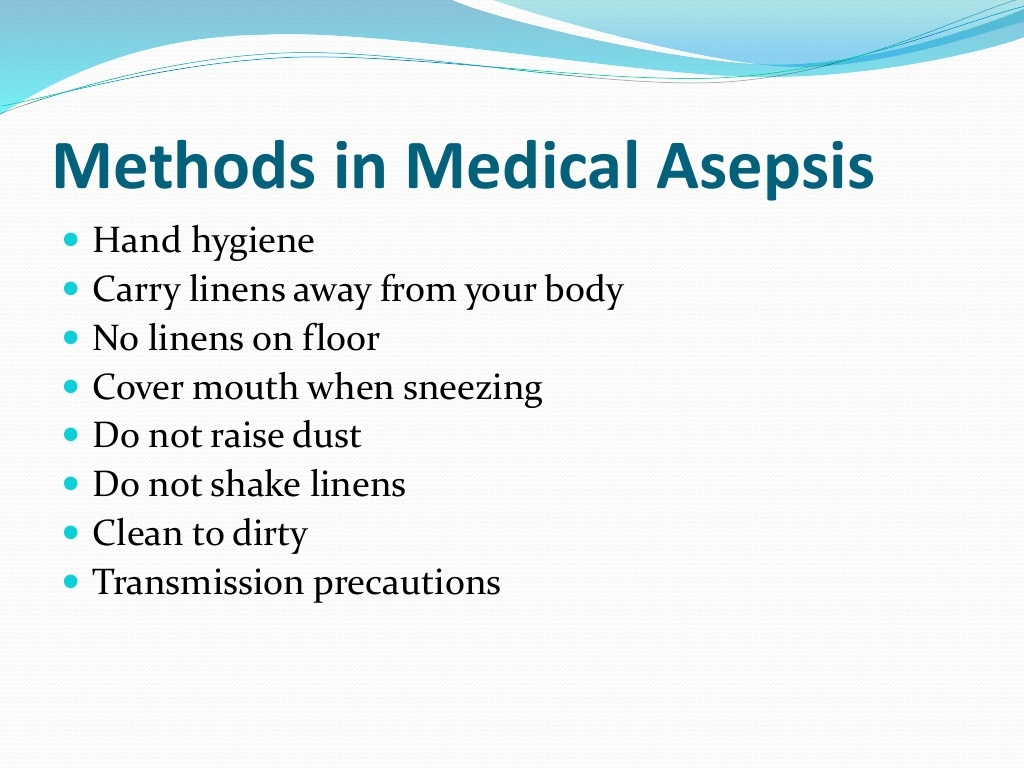 Methods in Medical Asepsis
Hand hygiene
Carry linens away from your body
No linens on floor
Cover mouth when sneezing
Do not raise dust
Do not shake linens
Clean to dirty
Transmission precautions